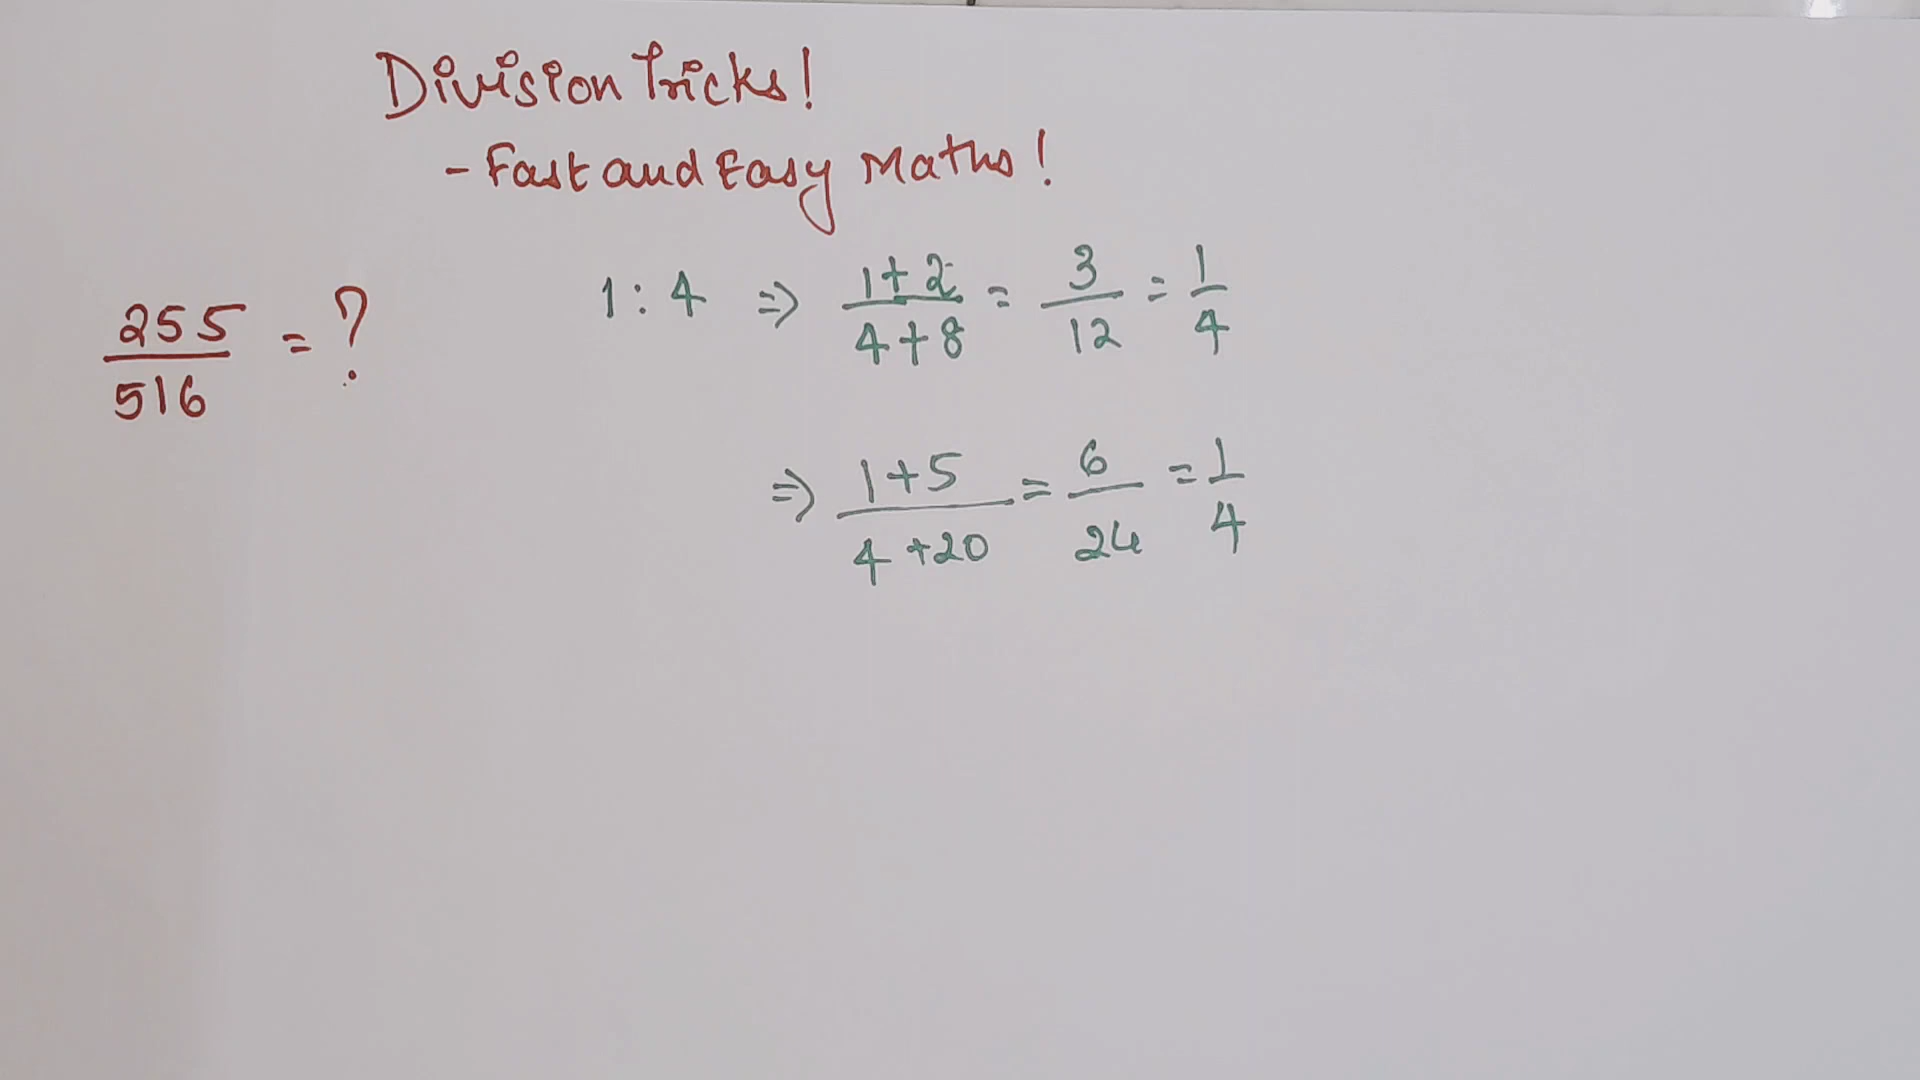 Division Tricks!
- Fast and Easy Maths!
255/516 = ?
1 : 4 ⇒ (1+2)/(4+8) = 3/12 = 1/4
⇒ (1+5)/(4+20) = 6/24 = 1/4